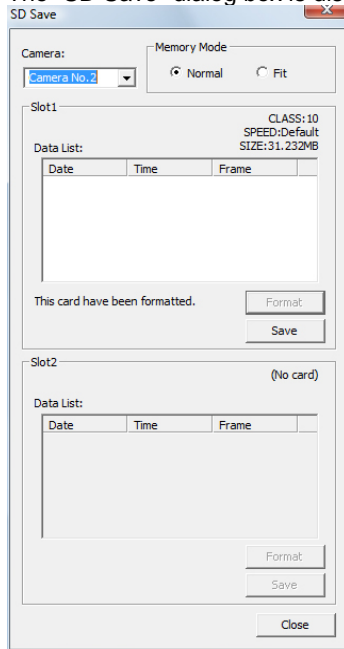 SD Save
Camera:
Memory Mode
Camera No.2
Normal
Fit
Slot1
CLASS:10
SPEED:Default
SIZE:31.232MB
Data List:
Date Time Frame
This card have been formatted.
Format
Save
Slot2
(No card)
Data List:
Date Time Frame
Format
Save
Close